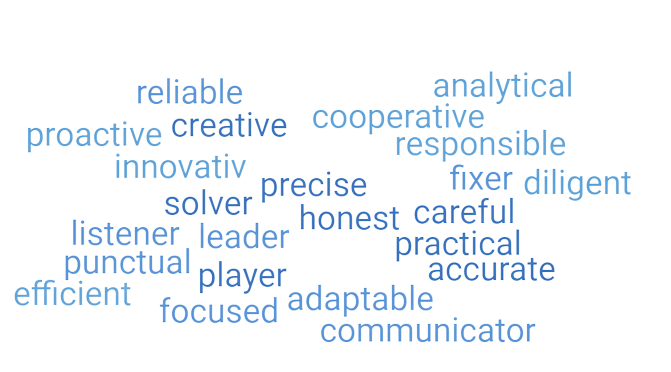 analytical
reliable
cooperative
creative
proactive
responsible
innovativ
fixer
diligent
precise
solver
careful
honest
listener
leader
practical
punctual
accurate
player
efficient
adaptable
focused
communicator